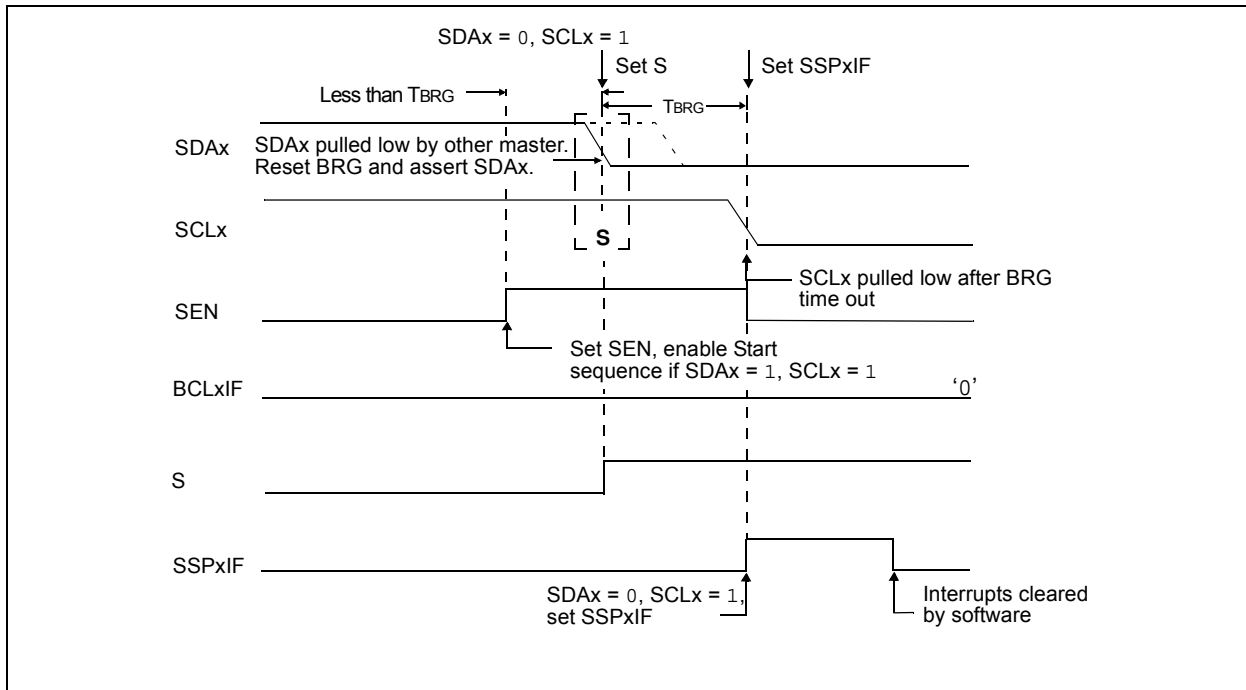 SDAx = 0, SCLx = 1
Set S
Set SSPxIF
Less than TBRG
TBRG
SDAx
SDAx pulled low by other master.
Reset BRG and assert SDAx.
SCLx
S
SCLx pulled low after BRG
time out
SEN
Set SEN, enable Start
sequence if SDAx = 1, SCLx = 1
BCLxIF
‘0’
S
SSPxIF
SDAx = 0, SCLx = 1,
set SSPxIF
Interrupts cleared
by software